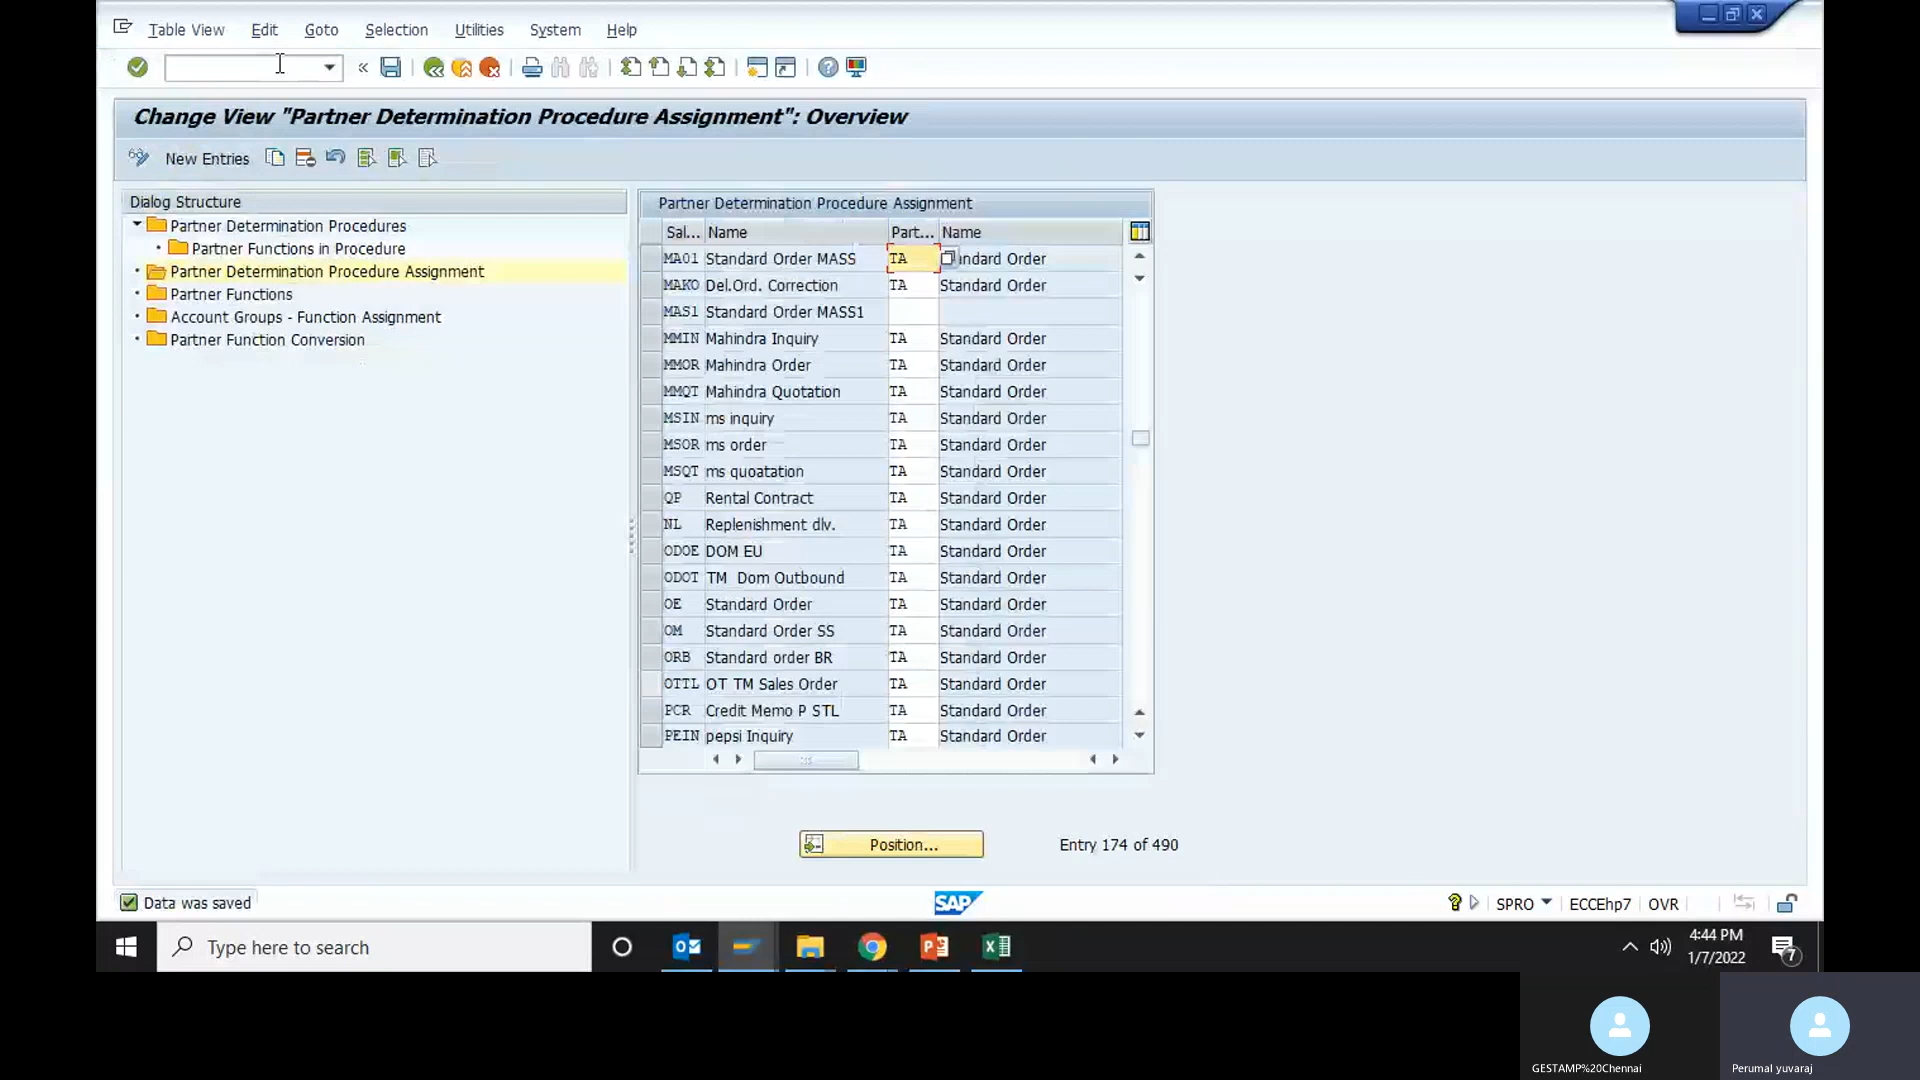 Table View Edit Goto Selection Utilities System Help
Change View "Partner Determination Procedure Assignment": Overview
New Entries
Dialog Structure
Partner Determination Procedures
Partner Functions in Procedure
Partner Determination Procedure Assignment
Partner Functions
Account Groups - Function Assignment
Partner Function Conversion
Partner Determination Procedure Assignment
Sal... Name Part... Name
MA01 Standard Order MASS TA andard Order
MAKO Del.Ord. Correction TA Standard Order
MAS1 Standard Order MASS1
MMIN Mahindra Inquiry TA Standard Order
MMOR Mahindra Order TA Standard Order
MMQT Mahindra Quotation TA Standard Order
MSIN ms inquiry TA Standard Order
MSOR ms order TA Standard Order
MSQT ms quoatation TA Standard Order
QP Rental Contract TA Standard Order
NL Replenishment dlv. TA Standard Order
ODOE DOM EU TA Standard Order
ODOT TM Dom Outbound TA Standard Order
OE Standard Order TA Standard Order
OM Standard Order SS TA Standard Order
ORB Standard order BR TA Standard Order
OTTL OT TM Sales Order TA Standard Order
PCR Credit Memo P STL TA Standard Order
PEIN pepsi Inquiry TA Standard Order
Position... Entry 174 of 490
Data was saved SAP SPRO ECCEhp7 OVR
Type here to search
4:44 PM
1/7/2022
7
GESTAMP%20Chennai Perumal yuvaraj